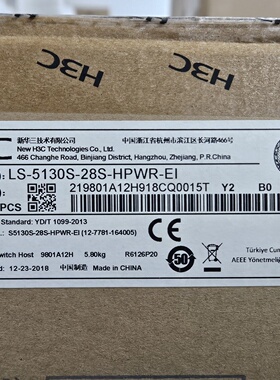 H3C
H3C
C
新华三技术有限公司
中国浙江省杭州市滨江区长河路466号
New H3C Technologies Co., Ltd.
466 Changhe Road, Binjiang District, Hangzhou, Zhejiang, P.R.China
): LS-5130S-28S-HPWR-EI
219801A12H918CQ0015T Y2 B0
PCS
Standard: YD/T 1099-2013
L: S5130S-28S-HPWR-EI (12-7781-164005)
witch Host 9801A12H 5.80kg R6126P20
12-23-2018 中国制造 MADE IN CHINA
50
Türkiye Cu
AEEE Yönetmeliği